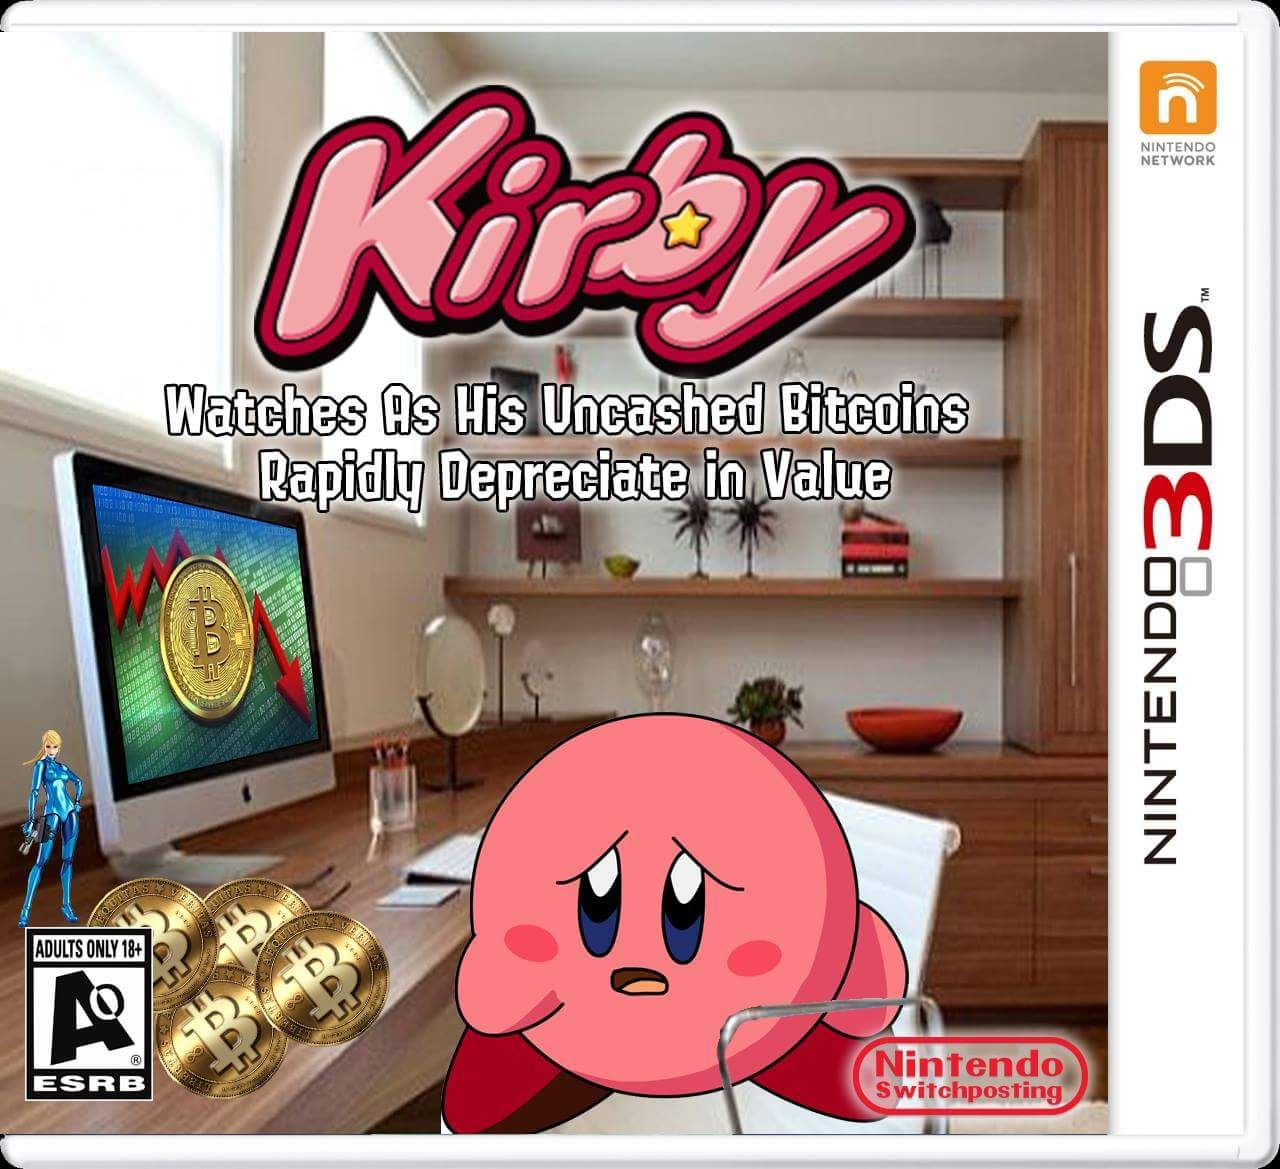 Kirby
Watches As His Uncashed Bitcoins
Rapidly Depreciate in Value
NINTENDO
NETWORK
NINTENDO 3DS™
ADULTS ONLY 18+
AO
®
ESRB
Nintendo
Switchposting